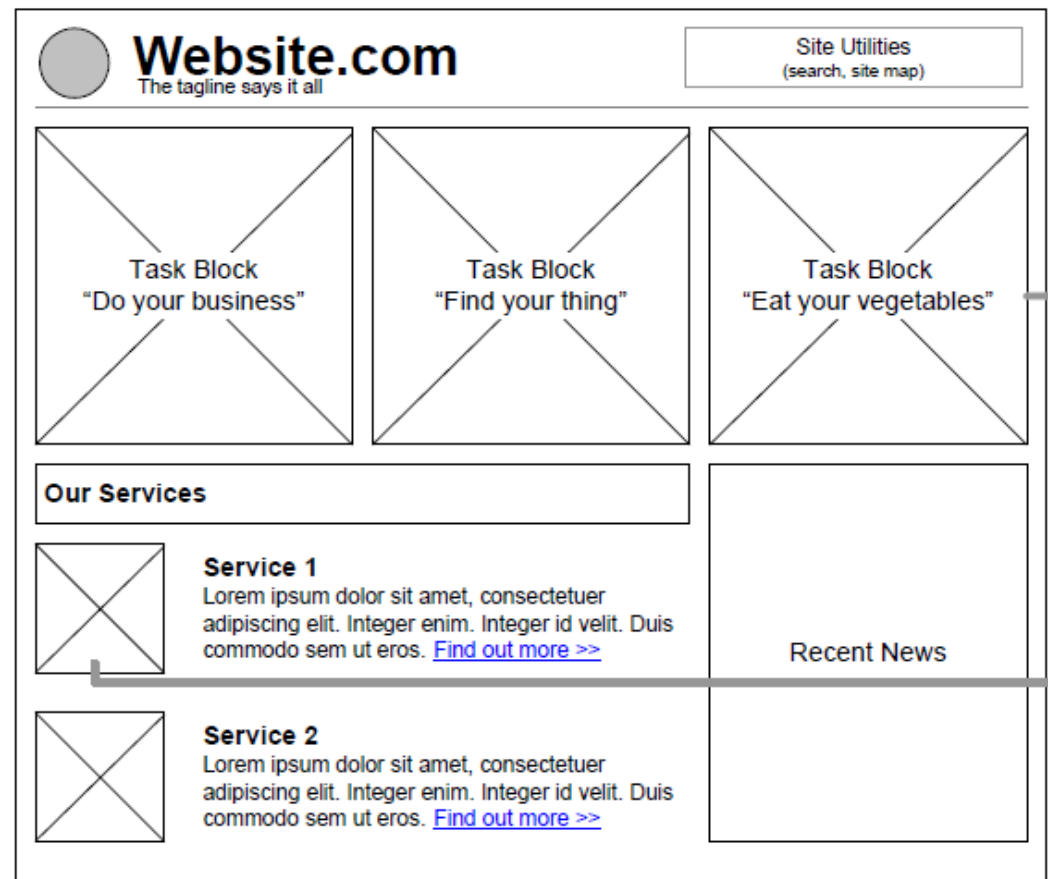 Website.com
The tagline says it all
Site Utilities
(search, site map)
Task Block
“Do your business”
Task Block
“Find your thing”
Task Block
“Eat your vegetables”
Our Services
Service 1
Lorem ipsum dolor sit amet, consectetuer
adipiscing elit. Integer enim. Integer id velit. Duis
commodo sem ut eros. Find out more >>
Service 2
Lorem ipsum dolor sit amet, consectetuer
adipiscing elit. Integer enim. Integer id velit. Duis
commodo sem ut eros. Find out more >>
Recent News